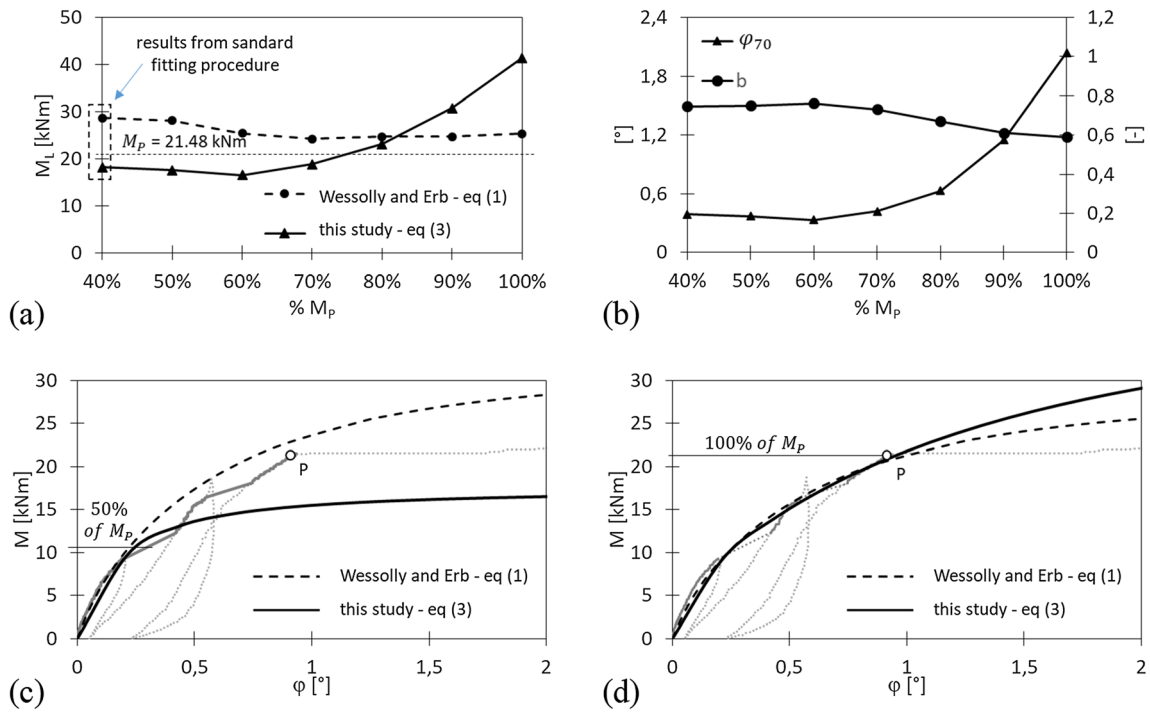 50
40
30
20
10
0
M_L [kNm]
results from sandard
fitting procedure
M_P = 21.48 kNm
Wessolly and Erb - eq (1)
this study - eq (3)
40% 50% 60% 70% 80% 90% 100%
% M_P
(a)
2,4
1,8
1,2
0,6
0
[°]
φ70
b
1,2
1
0,8
0,6
0,4
0,2
0
[-]
40% 50% 60% 70% 80% 90% 100%
% M_P
(b)
30
25
20
15
10
5
0
M [kNm]
P
50%
of M_P
Wessolly and Erb - eq (1)
this study - eq (3)
0 0,5 1 1,5 2
φ [°]
(c)
30
25
20
15
10
5
0
M [kNm]
100% of M_P
P
Wessolly and Erb - eq (1)
this study - eq (3)
0 0,5 1 1,5 2
φ [°]
(d)